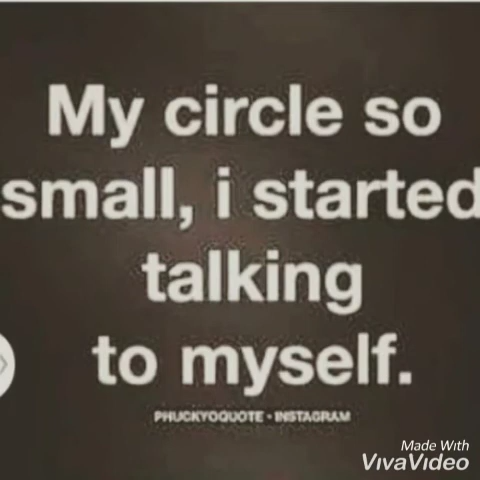 My circle so
small, i started
talking
to myself.
PHUCKYOQUOTE - INSTAGRAM
Made With
VivaVideo